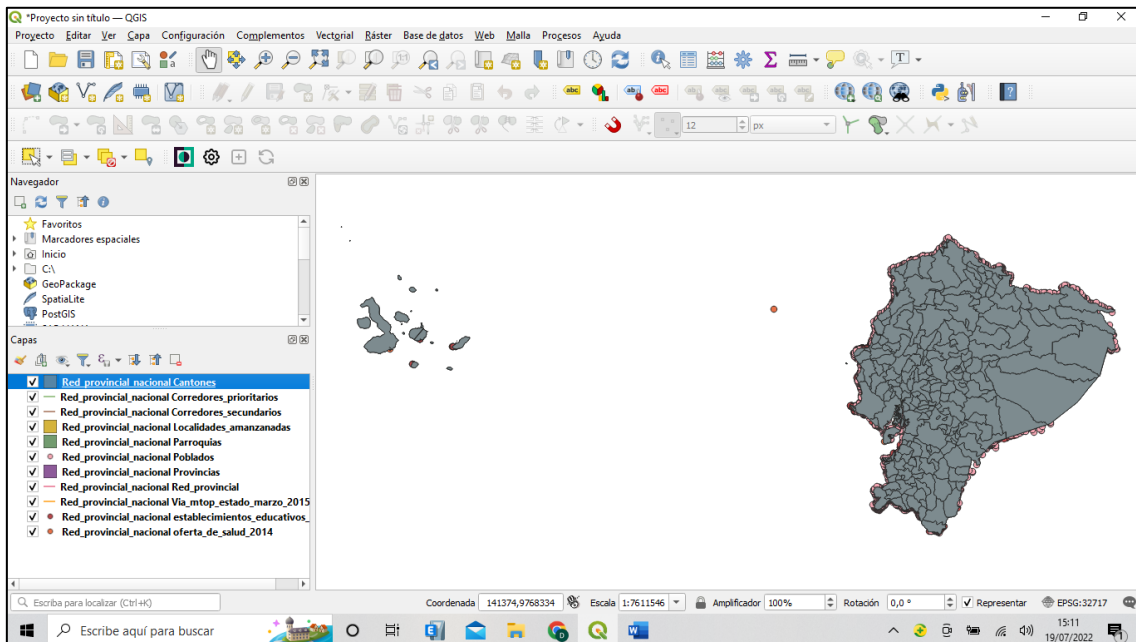 *Proyecto sin título — QGIS
Proyecto Editar Ver Capa Configuración Complementos Vectorial Ráster Base de datos Web Malla Procesos Ayuda
T
abc ab abc
12 px
Navegador
Favoritos
Marcadores espaciales
Inicio
C:\
GeoPackage
SpatiaLite
PostGIS
Capas
Red_provincial_nacional Cantones
Red_provincial_nacional Corredores_prioritarios
Red_provincial_nacional Corredores_secundarios
Red_provincial_nacional Localidades_amanzanadas
Red_provincial_nacional Parroquias
Red_provincial_nacional Poblados
Red_provincial_nacional Provincias
Red_provincial_nacional Red_provincial
Red_provincial_nacional Via_mtop_estado_marzo_2015
Red_provincial_nacional establecimientos_educativos_
Red_provincial_nacional oferta_de_salud_2014
Escriba para localizar (Ctrl+K) Coordenada 141374,9768334 Escala 1:7611546 Amplificador 100% Rotación 0,0 ° Representar EPSG:32717
Escribe aquí para buscar 15:11
19/07/2022